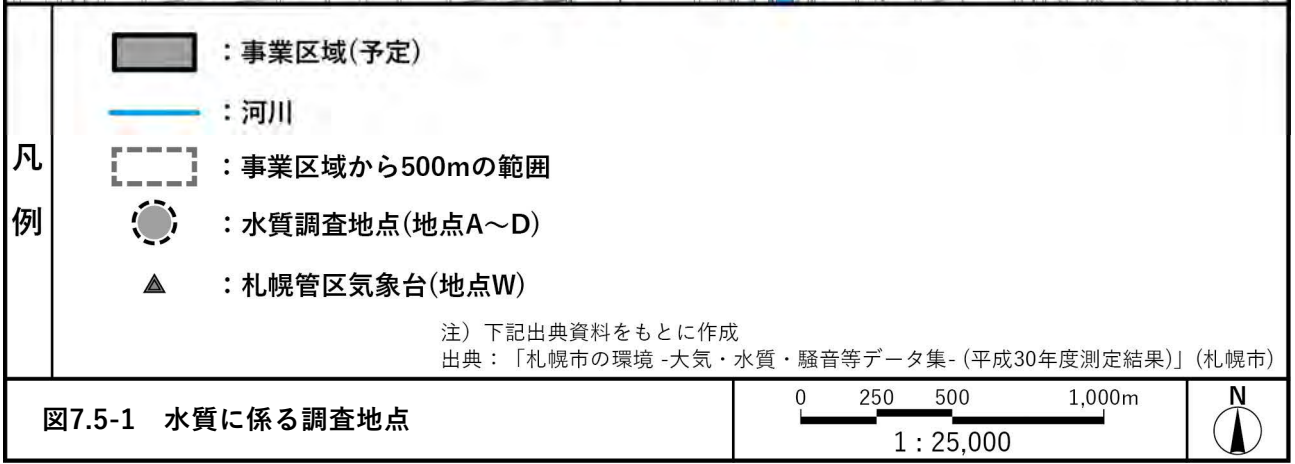 凡例
：事業区域(予定)
：河川
：事業区域から500mの範囲
：水質調査地点(地点A～D)
：札幌管区気象台(地点W)
注）下記出典資料をもとに作成
出典：「札幌市の環境 -大気・水質・騒音等データ集- (平成30年度測定結果)」(札幌市)
図7.5-1　水質に係る調査地点
0 250 500 1,000m
1：25,000
N